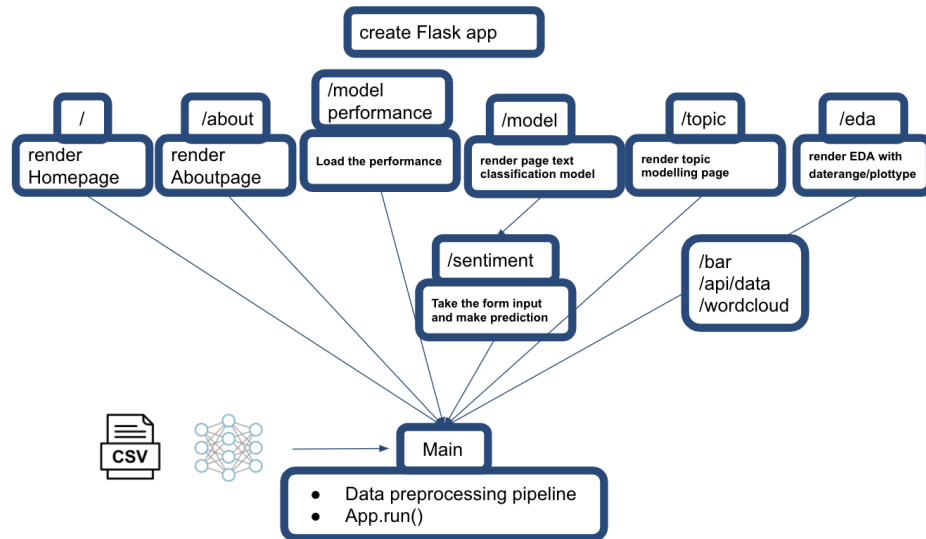 create Flask app
/
render
Homepage
/about
render
Aboutpage
/model
performance
Load the performance
/model
render page text
classification model
/topic
render topic
modelling page
/eda
render EDA with
daterange/plottype
/sentiment
Take the form input
and make prediction
/bar
/api/data
/wordcloud
CSV
Main
● Data preprocessing pipeline
● App.run()